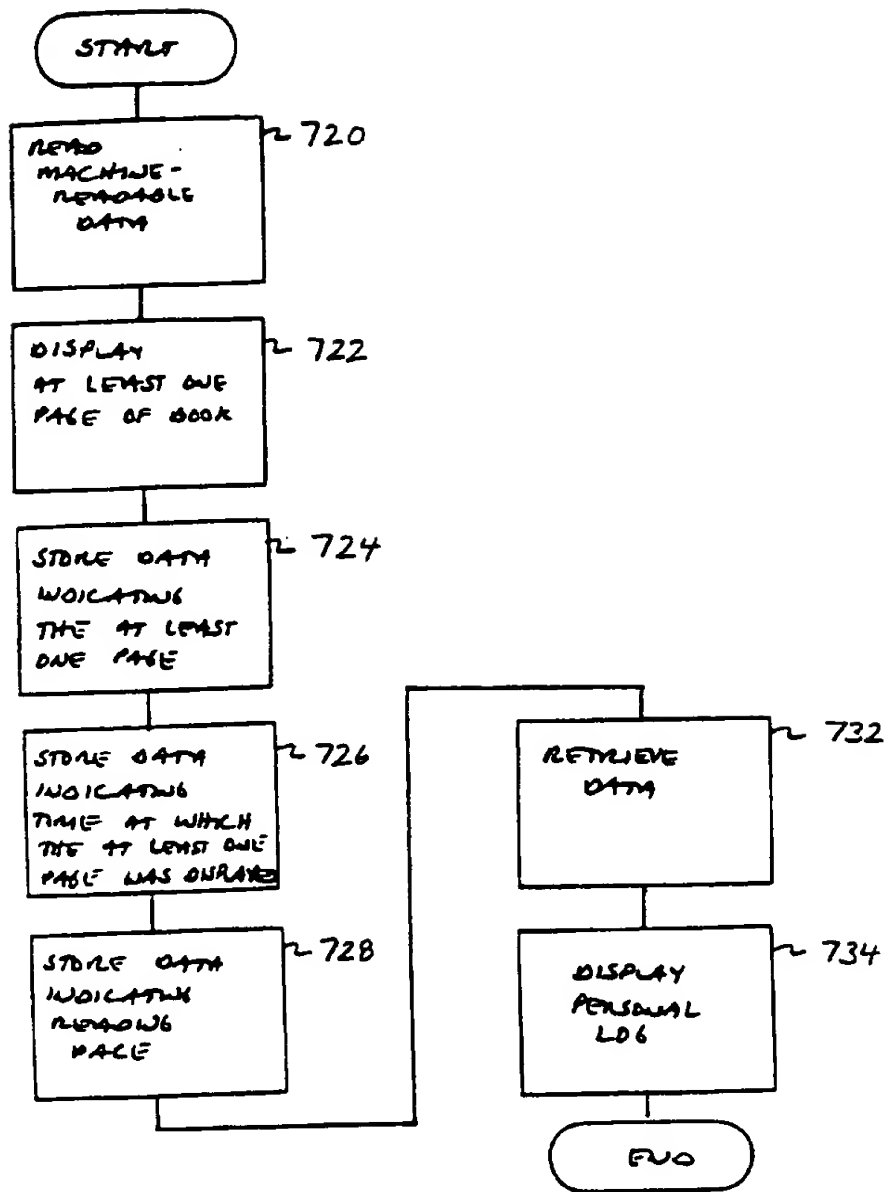 START
READ
MACHINE-
READABLE
DATA
720
DISPLAY
AT LEAST ONE
PAGE OF BOOK
722
STORE DATA
INDICATING
THE AT LEAST
ONE PAGE
724
STORE DATA
INDICATING
TIME AT WHICH
THE AT LEAST ONE
PAGE WAS DISPLAYED
726
STORE DATA
INDICATING
READING
PACE
728
RETRIEVE
DATA
732
DISPLAY
PERSONAL
LOG
734
END